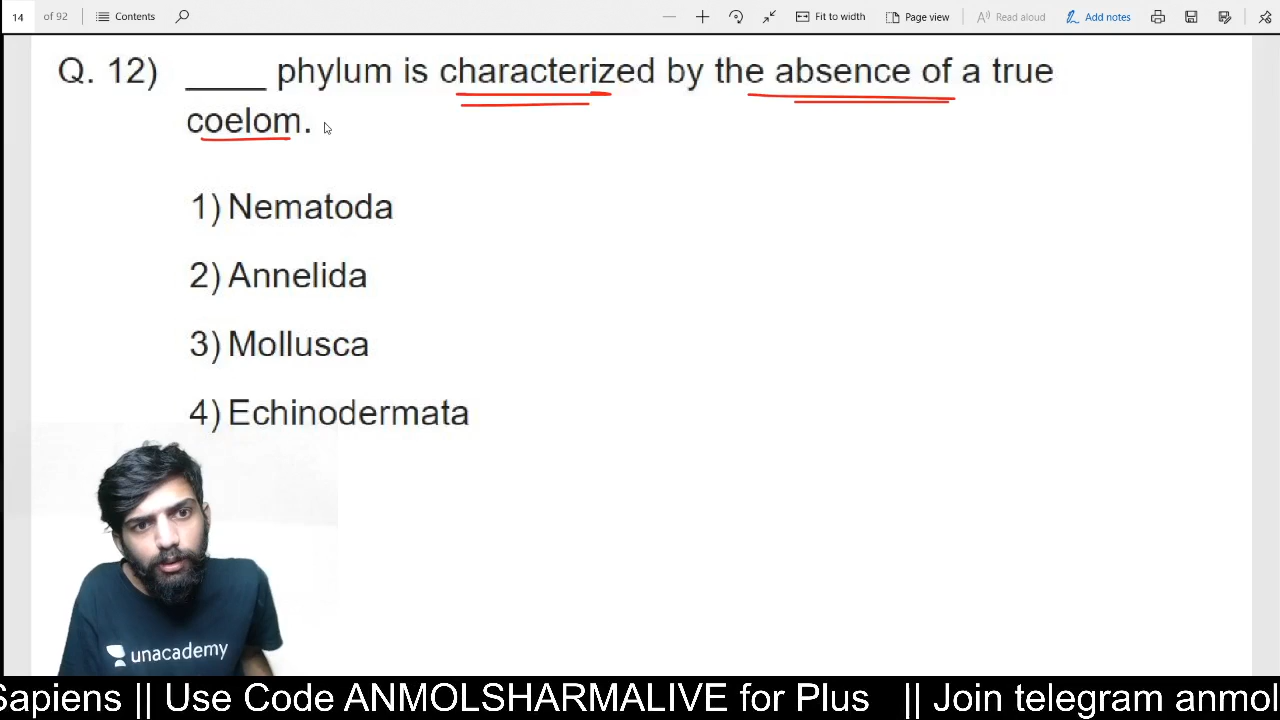 14 of 92 Contents Fit to width Page view Read aloud Add notes
Q. 12) ____ phylum is characterized by the absence of a true
coelom.
1) Nematoda
2) Annelida
3) Mollusca
4) Echinodermata
unacademy
Sapiens || Use Code ANMOLSHARMALIVE for Plus || Join telegram anmol